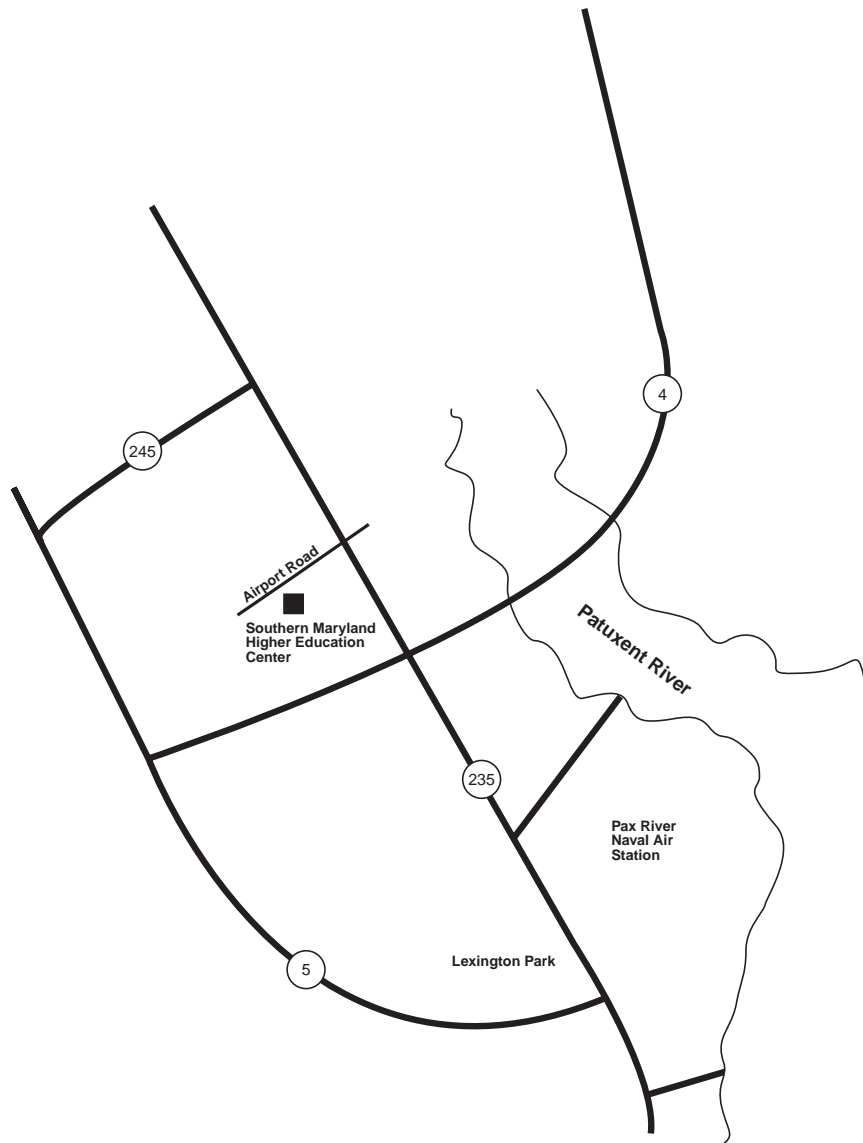 4
245
Airport Road
Southern Maryland
Higher Education
Center
Patuxent River
235
Pax River
Naval Air
Station
Lexington Park
5